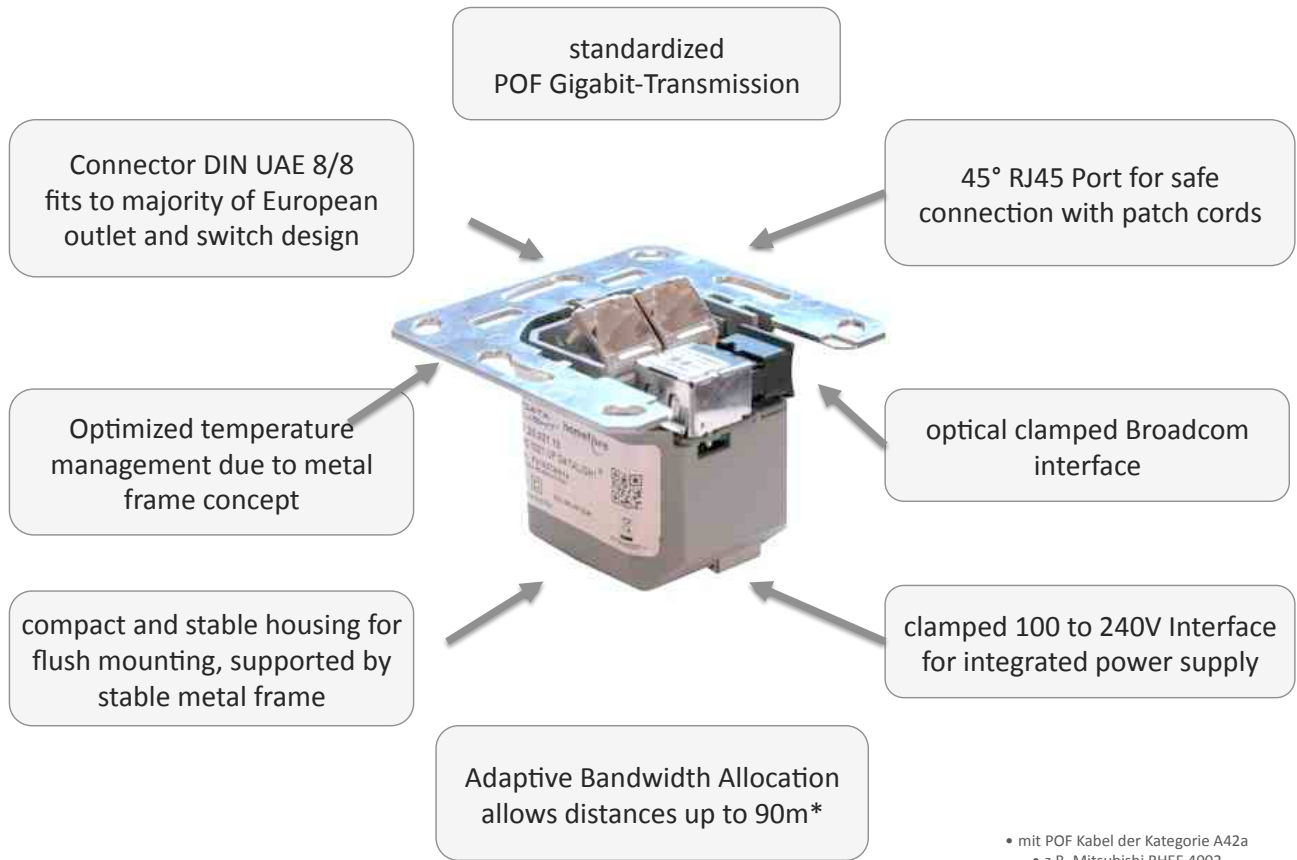 standardized
POF Gigabit-Transmission
Connector DIN UAE 8/8
fits to majority of European
outlet and switch design
45° RJ45 Port for safe
connection with patch cords
Optimized temperature
management due to metal
frame concept
optical clamped Broadcom
interface
homefibre
compact and stable housing for
flush mounting, supported by
stable metal frame
clamped 100 to 240V Interface
for integrated power supply
Adaptive Bandwidth Allocation
allows distances up to 90m*
• mit POF Kabel der Kategorie A42a